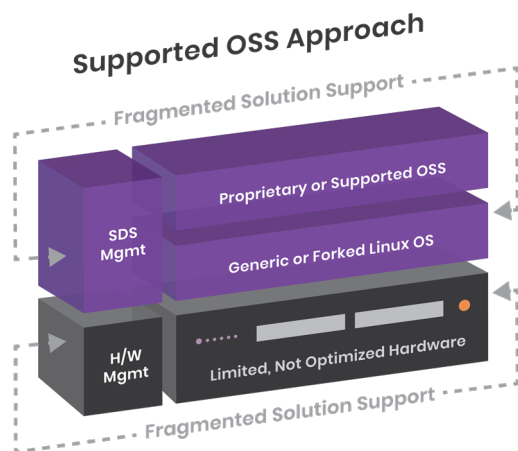 Supported OSS Approach
Fragmented Solution Support
Proprietary or Supported OSS
SDS
Mgmt
Generic or Forked Linux OS
H/W
Mgmt
Limited, Not Optimized Hardware
Fragmented Solution Support